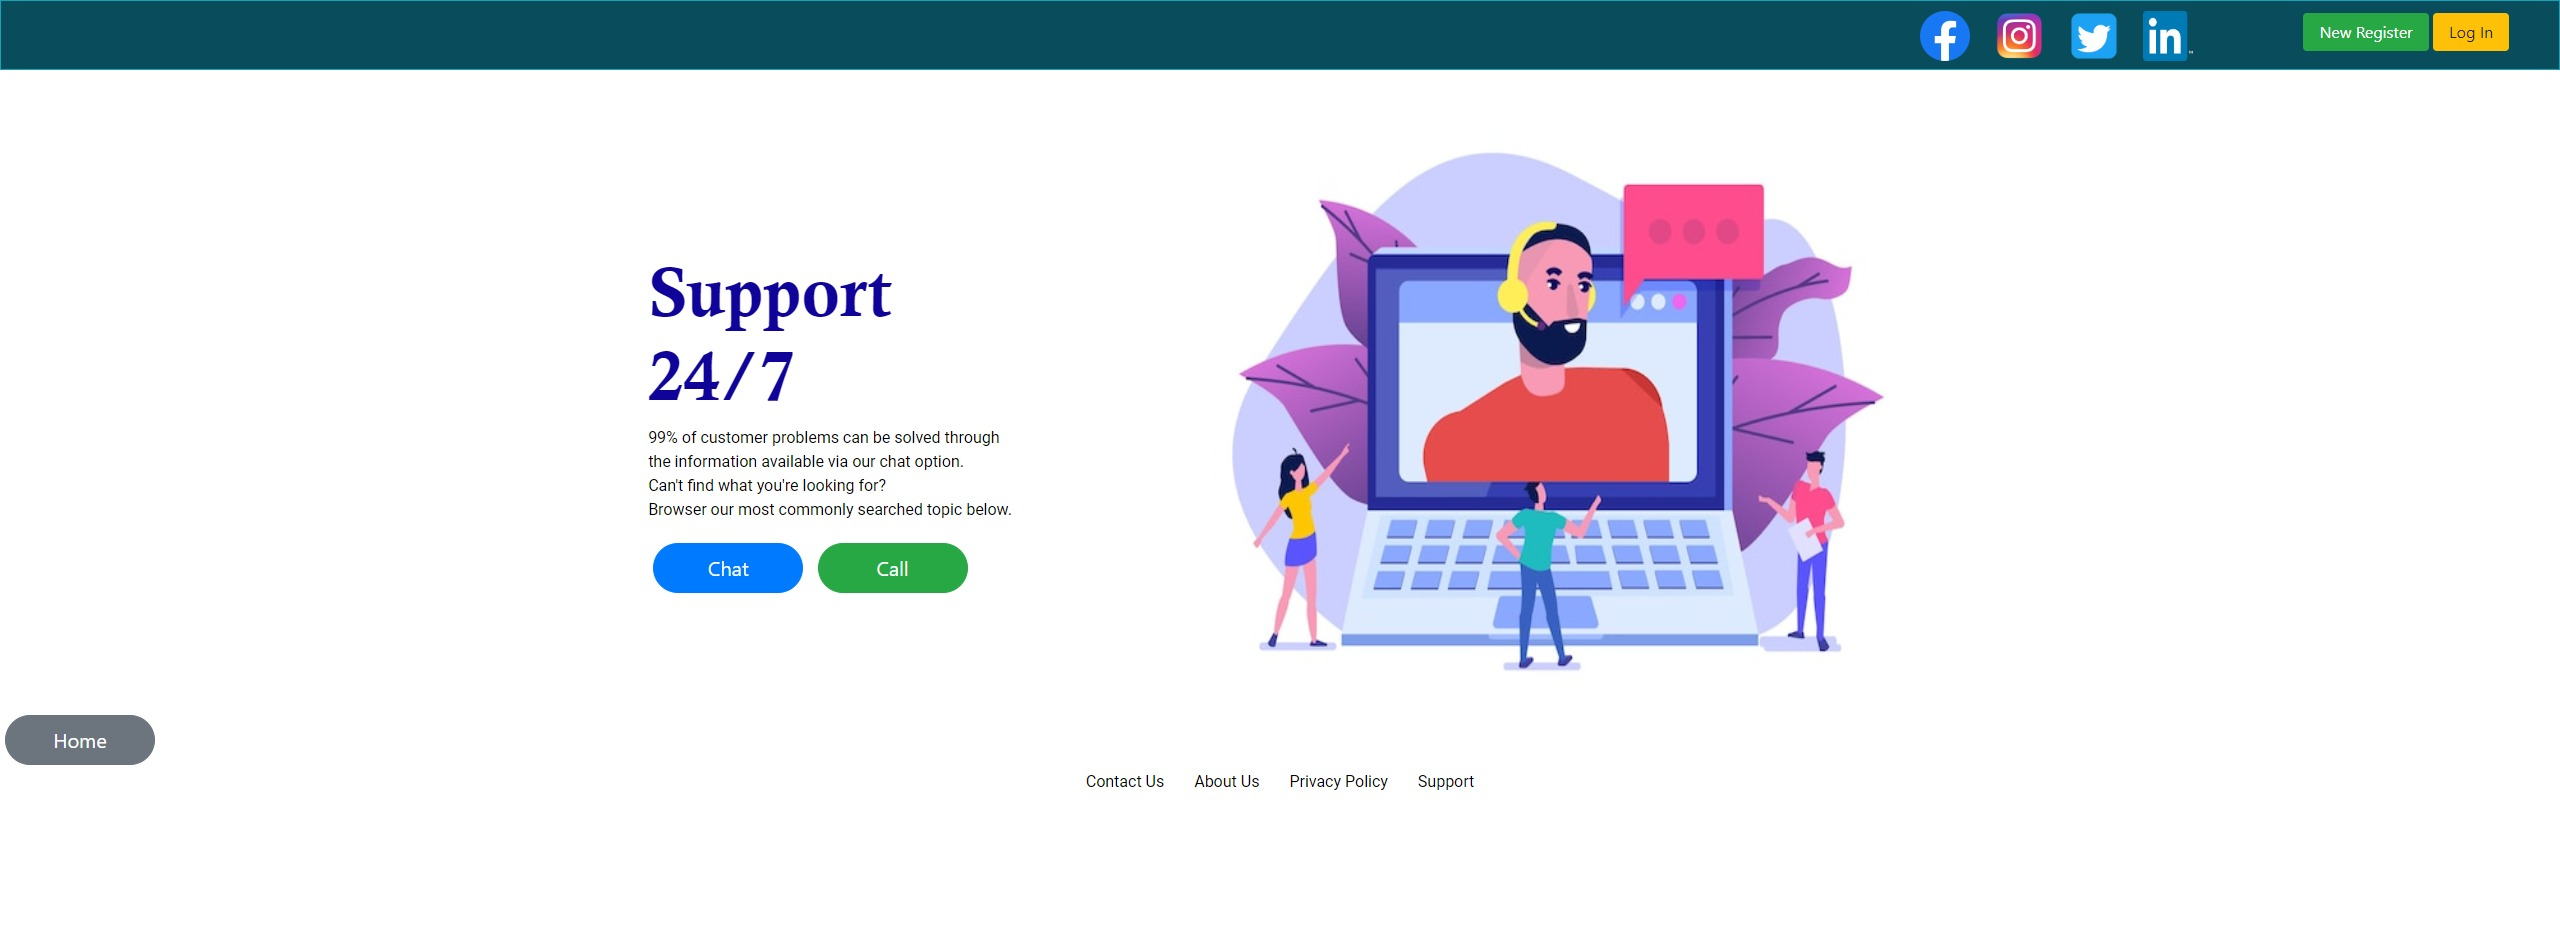 New Register
Log In
Support
24/7
99% of customer problems can be solved through
the information available via our chat option.
Can't find what you're looking for?
Browser our most commonly searched topic below.
Chat
Call
Home
Contact Us
About Us
Privacy Policy
Support